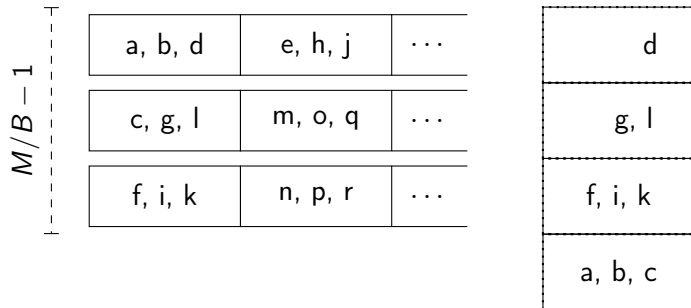 M/B − 1
a, b, d e, h, j ···
c, g, l m, o, q ···
f, i, k n, p, r ···
d
g, l
f, i, k
a, b, c